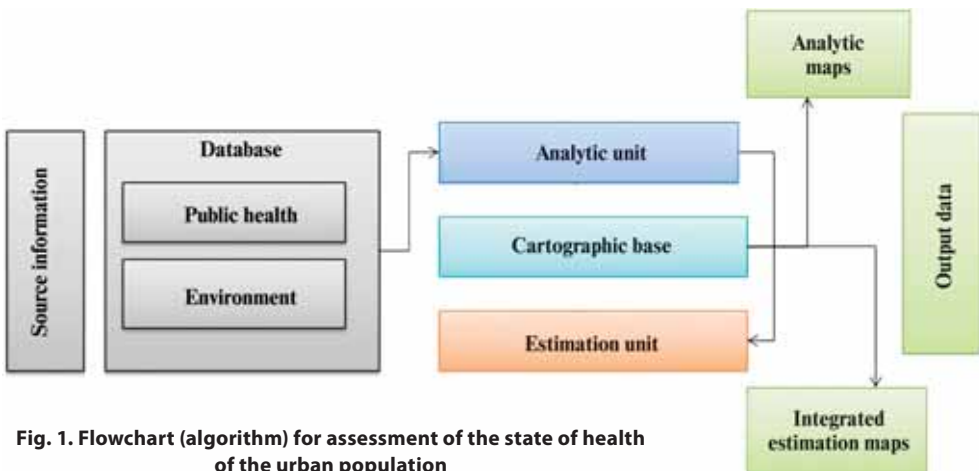 Source information
Database
Public health
Environment
Analytic unit
Cartographic base
Estimation unit
Analytic
maps
Output data
Integrated
estimation maps
Fig. 1. Flowchart (algorithm) for assessment of the state of health
of the urban population